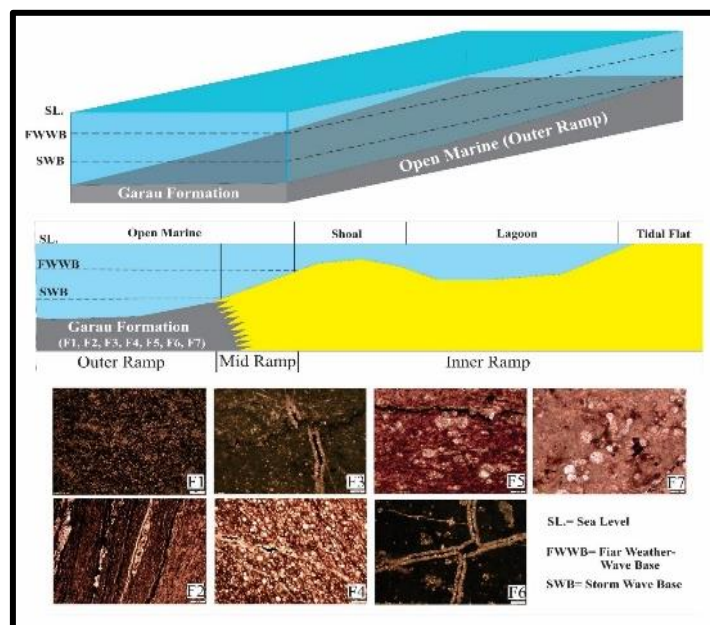 SL.
FWWB
SWB
Garau Formation
Open Marine (Outer Ramp)
SL.
Open Marine
Shoal
Lagoon
Tidal Flat
FWWB
SWB
Garau Formation
(F1, F2, F3, F4, F5, F6, F7)
Outer Ramp
Mid Ramp
Inner Ramp
F1
F3
F5
F7
F2
F4
F6
SL.= Sea Level
FWWB= Fiar Weather-
Wave Base
SWB= Storm Wave Base